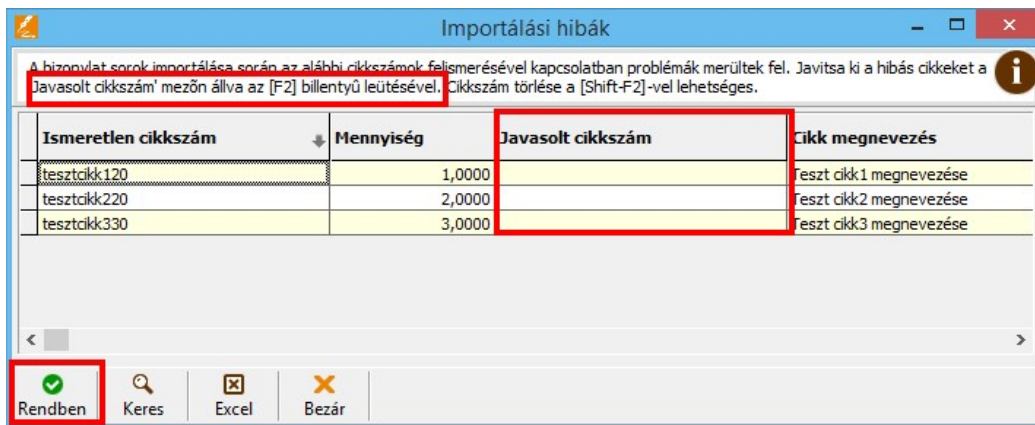 Importálási hibák
A bizonylat sorok importálása során az alábbi cikkszámok felismerésével kapcsolatban problémák merültek fel. Javitsa ki a hibás cikkeket a
Javasolt cikkszám' mezõn állva az [F2] billentyû leütésével. Cikkszám törlése a [Shift-F2]-vel lehetséges.
Ismeretlen cikkszám Mennyiség Javasolt cikkszám Cikk megnevezés
tesztcikk120 1,0000 Teszt cikk1 megnevezése
tesztcikk220 2,0000 Teszt cikk2 megnevezése
tesztcikk330 3,0000 Teszt cikk3 megnevezése
Rendben Keres Excel Bezár